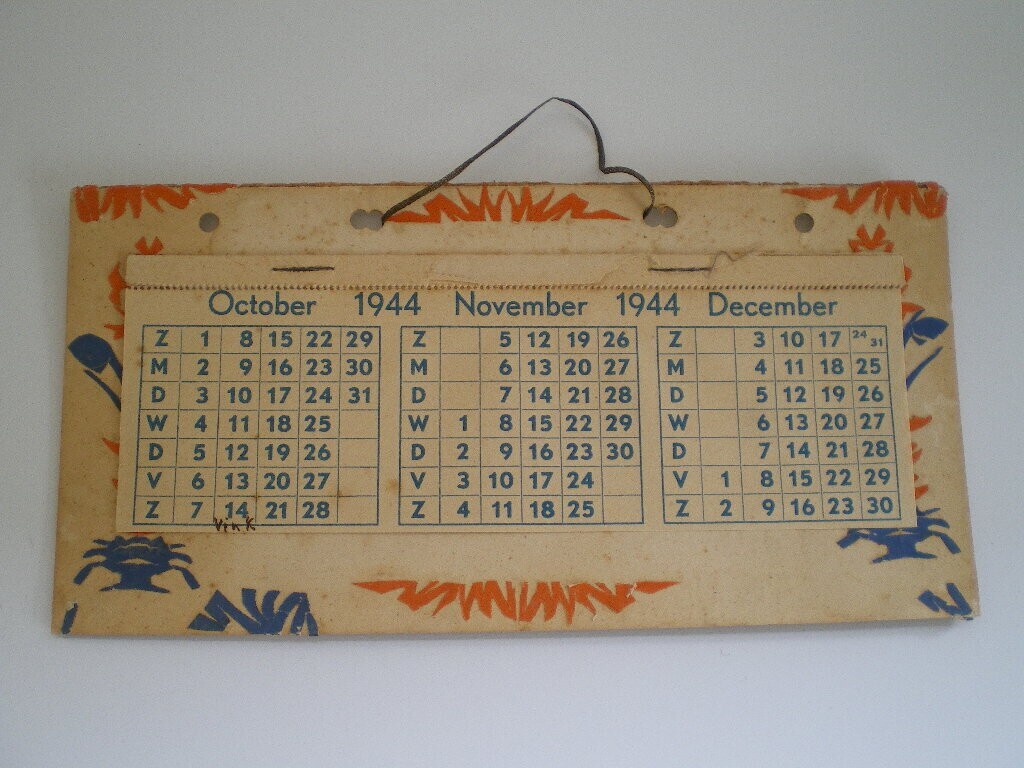 October 1944 November 1944 December
Z 1 8 15 22 29 Z 5 12 19 26 Z 3 10 17 24 31
M 2 9 16 23 30 M 6 13 20 27 M 4 11 18 25
D 3 10 17 24 31 D 7 14 21 28 D 5 12 19 26
W 4 11 18 25 W 1 8 15 22 29 W 6 13 20 27
D 5 12 19 26 D 2 9 16 23 30 D 7 14 21 28
V 6 13 20 27 V 3 10 17 24 V 1 8 15 22 29
Z 7 14 21 28 Z 4 11 18 25 Z 2 9 16 23 30
Vink